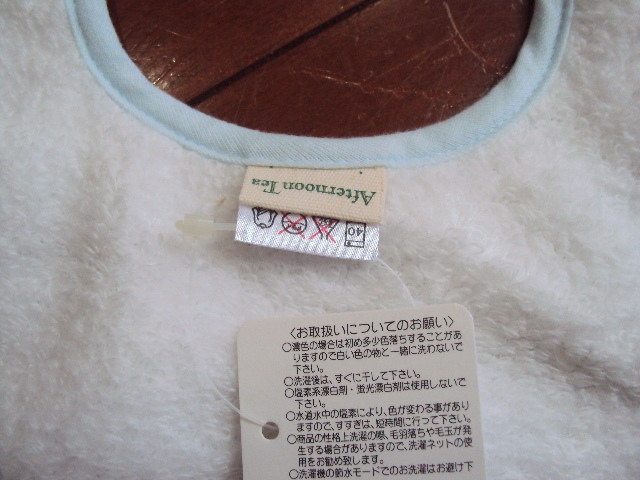 Afternoon Tea
40
〈お取扱いについてのお願い〉
○濃色の場合は初め多少色落ちすることがあ
りますので白い色の物と一緒に洗わないで
下さい。
○洗濯後は、すぐに干して下さい。
○塩素系漂白剤・蛍光漂白剤は使用しないで
下さい。
○水道水中の塩素により、色が変わる事があり
ますので、すすぎは、短時間に行って下さい。
○商品の性格上洗濯の際、毛羽落ちや毛玉が発
生する場合がありますので、洗濯ネットの使
用をお勧め致します。
○洗濯機の節水モードでのお洗濯はお避け下